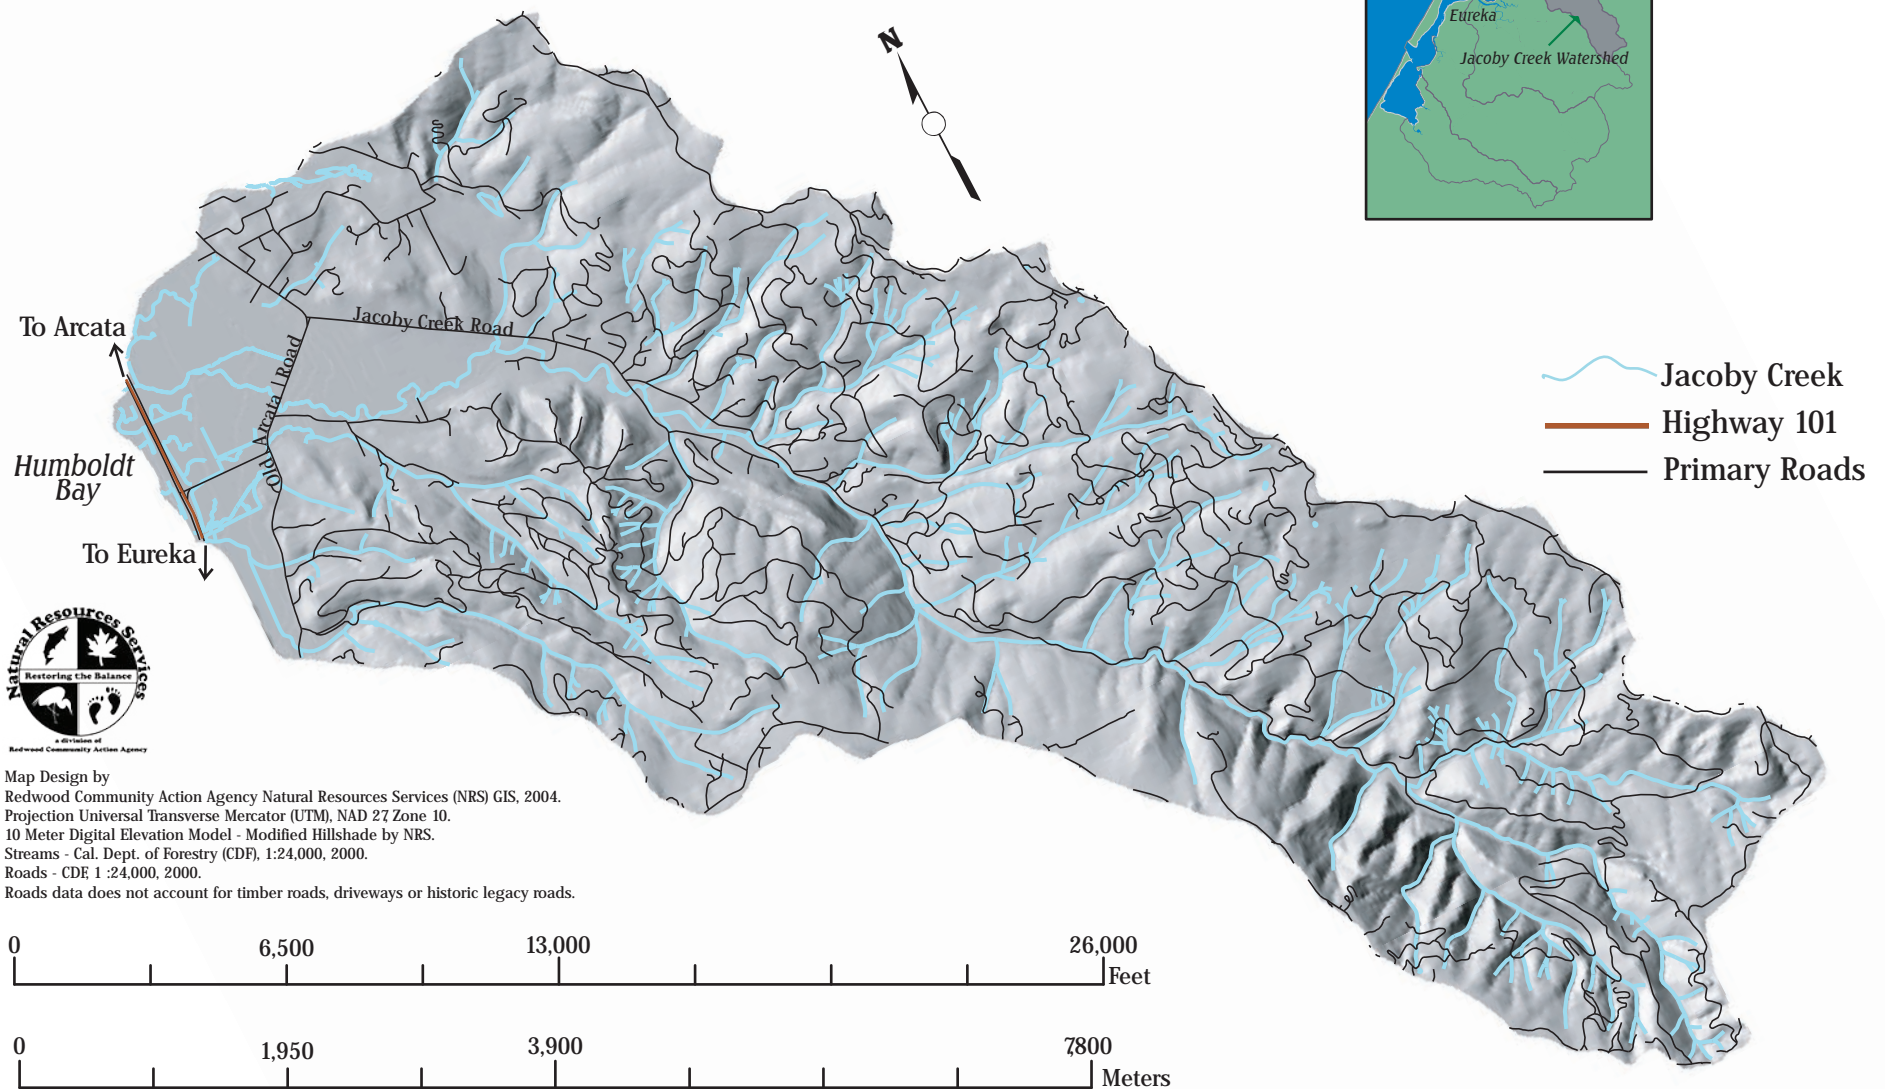 N
Eureka
Jacoby Creek Watershed
To Arcata
Jacoby Creek Road
Old Arcata Road
Humboldt
Bay
To Eureka
Jacoby Creek
Highway 101
Primary Roads
Natural Resources Services
Restoring the Balance
a division of
Redwood Community Action Agency
Map Design by
Redwood Community Action Agency Natural Resources Services (NRS) GIS, 2004.
Projection Universal Transverse Mercator (UTM), NAD 27, Zone 10.
10 Meter Digital Elevation Model - Modified Hillshade by NRS.
Streams - Cal. Dept. of Forestry (CDF), 1:24,000, 2000.
Roads - CDF, 1 :24,000, 2000.
Roads data does not account for timber roads, driveways or historic legacy roads.
0 6,500 13,000 26,000
Feet
0 1,950 3,900 7800
Meters